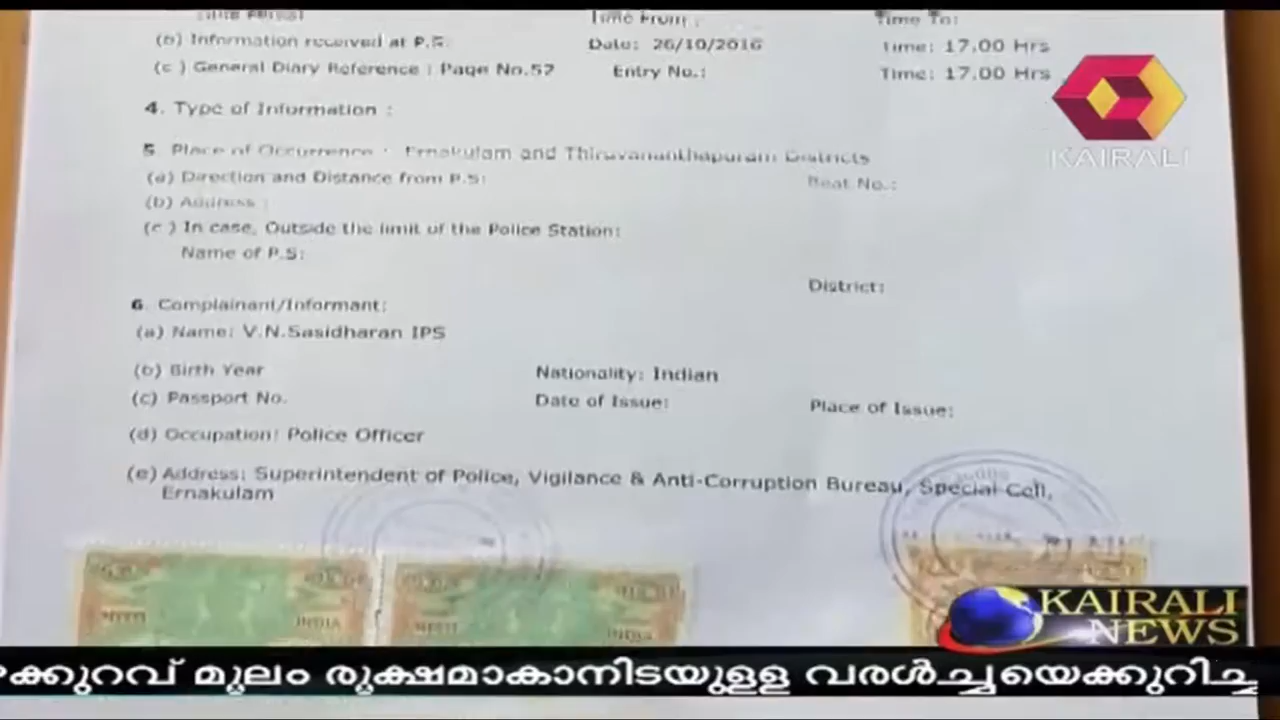 Time From :
Time To:
(b) Information received at P.S.
Date: 26/10/2016
Time: 17.00 Hrs
(c ) General Diary Reference : Page No.57
Entry No.:
Time: 17.00 Hrs
KAIRALI
4. Type of Information :
5. Place of Occurrence : Ernakulam and Thiruvananthapuram Districts
(a) Direction and Distance from P.S:
Beat No.:
(b) Address :
(c ) In case, Outside the limit of the Police Station:
Name of P.S:
District:
6. Complainant/Informant:
(a) Name: V.N.Sasidharan IPS
(b) Birth Year
Nationality: Indian
(c) Passport No.
Date of Issue:
Place of Issue:
(d) Occupation: Police Officer
(e) Address: Superintendent of Police, Vigilance & Anti-Corruption Bureau, Special Cell,
Ernakulam
INDIA
INDIA
KAIRALI
NEWS
ക്കുറവ് മൂലം രൂക്ഷമാകാനിടയുളള വരൾച്ചയെക്കുറിച്ച